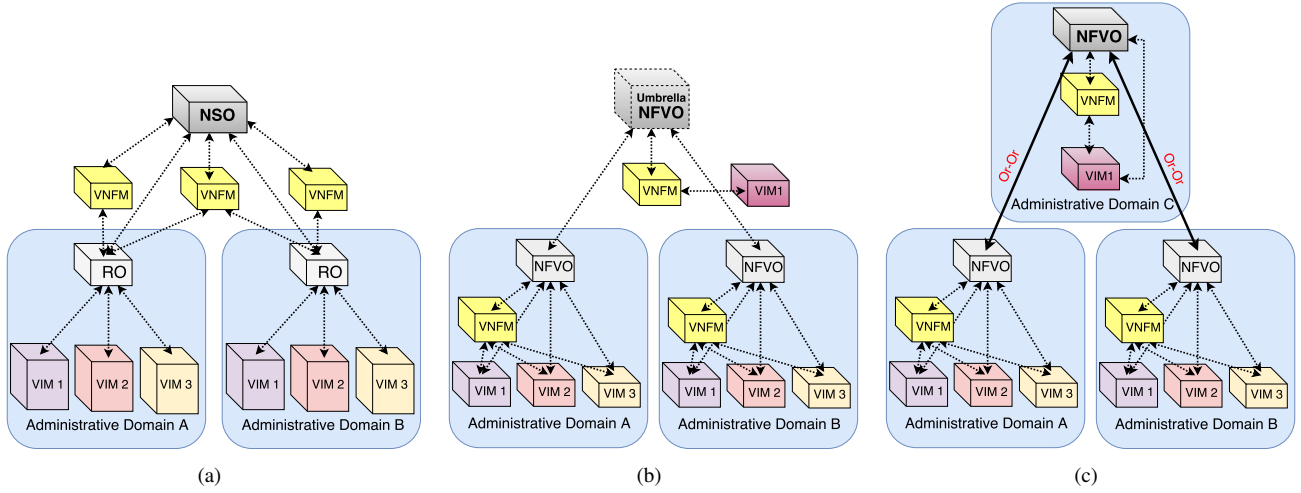 NSO
VNFM
VNFM
VNFM
RO
RO
VIM 1
VIM 2
VIM 3
VIM 1
VIM 2
VIM 3
Administrative Domain A
Administrative Domain B
(a)
Umbrella
NFVO
VNFM
VIM1
NFVO
NFVO
VNFM
VNFM
VIM 1
VIM 2
VIM 3
VIM 1
VIM 2
VIM 3
Administrative Domain A
Administrative Domain B
(b)
NFVO
VNFM
VIM1
Or-Or
Or-Or
Administrative Domain C
NFVO
NFVO
VNFM
VNFM
VIM 1
VIM 2
VIM 3
VIM 1
VIM 2
VIM 3
Administrative Domain A
Administrative Domain B
(c)